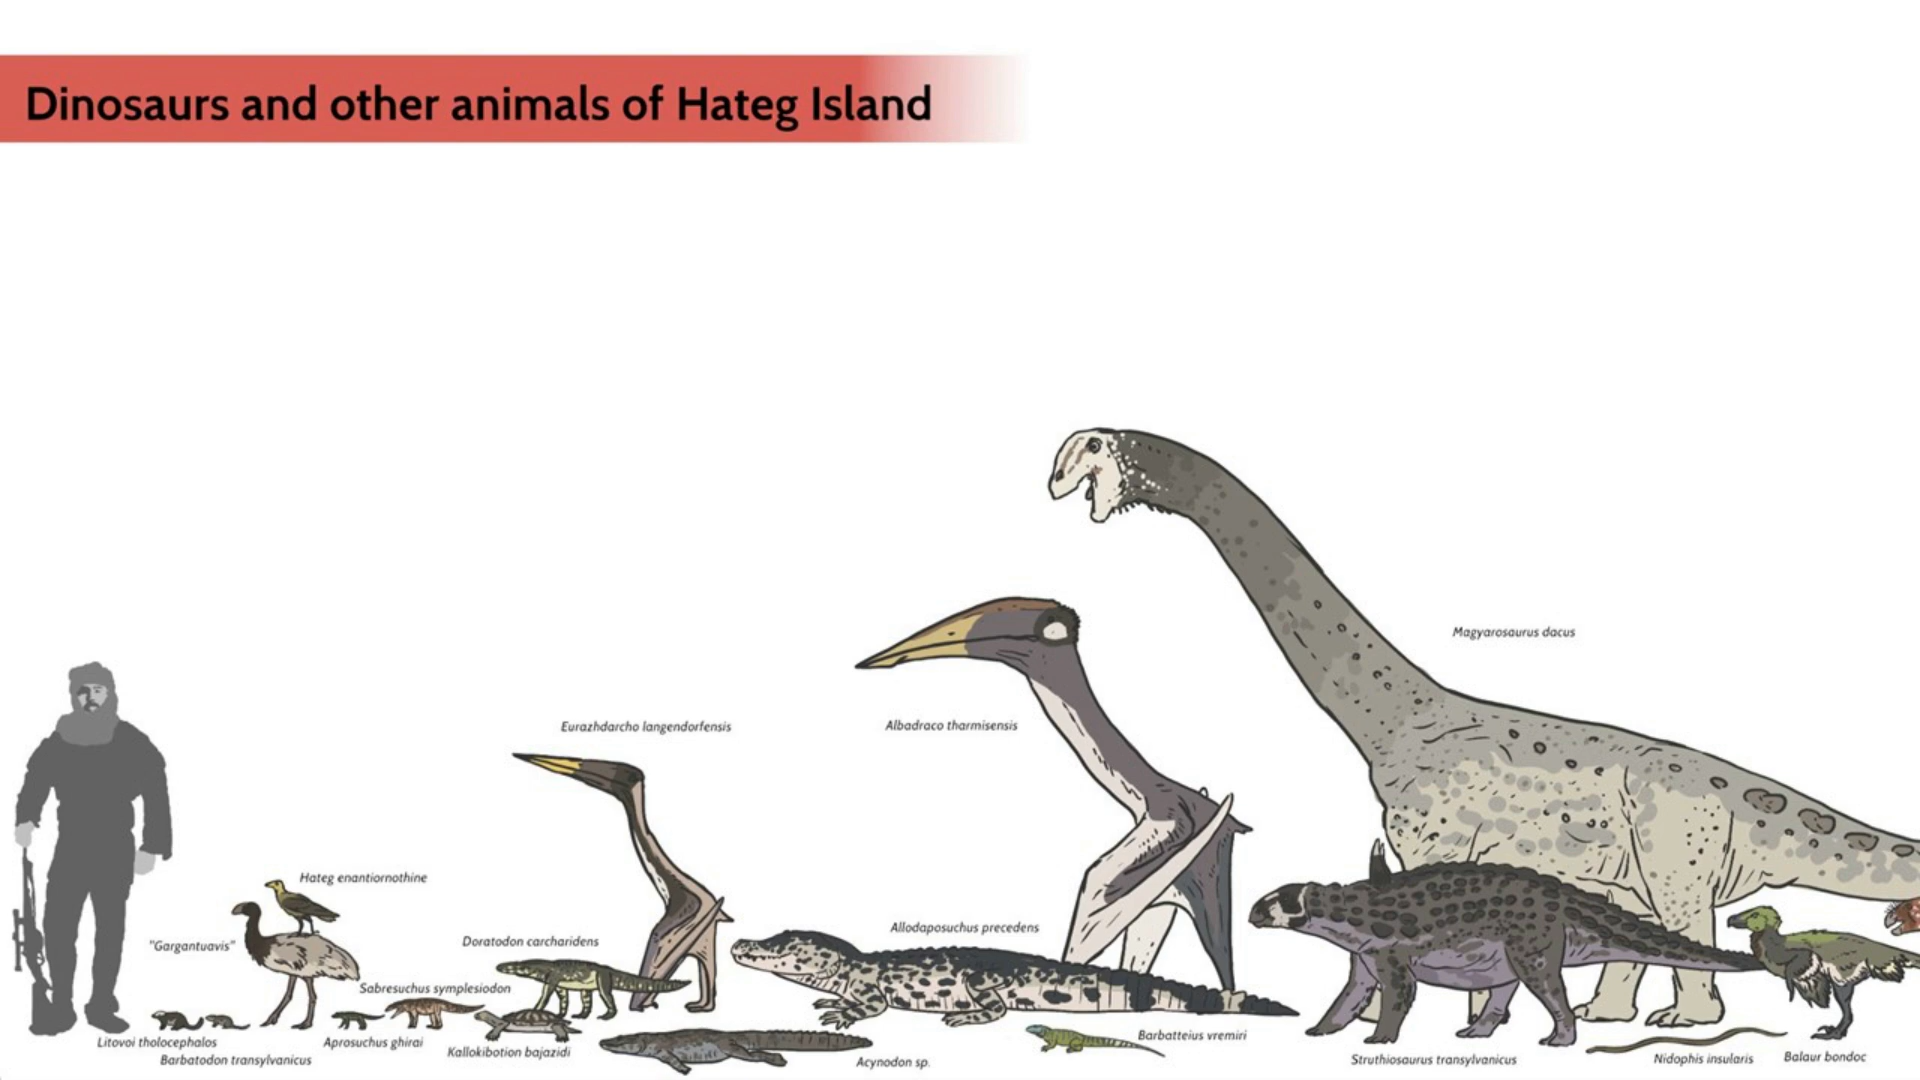 Dinosaurs and other animals of Hateg Island
Magyarosaurus dacus
Eurazhdarcho langendorfensis
Albadraco tharmisensis
Hateg enantiornothine
"Gargantuavis"
Doratodon carcharidens
Allodaposuchus precedens
Sabresuchus symplesiodon
Litovoi tholocephalos
Aprosuchus ghirai
Barbatteius vremiri
Kallokibotion bajazidi
Barbatodon transylvanicus
Acynodon sp.
Struthiosaurus transylvanicus
Nidophis insularis
Balaur bondoc